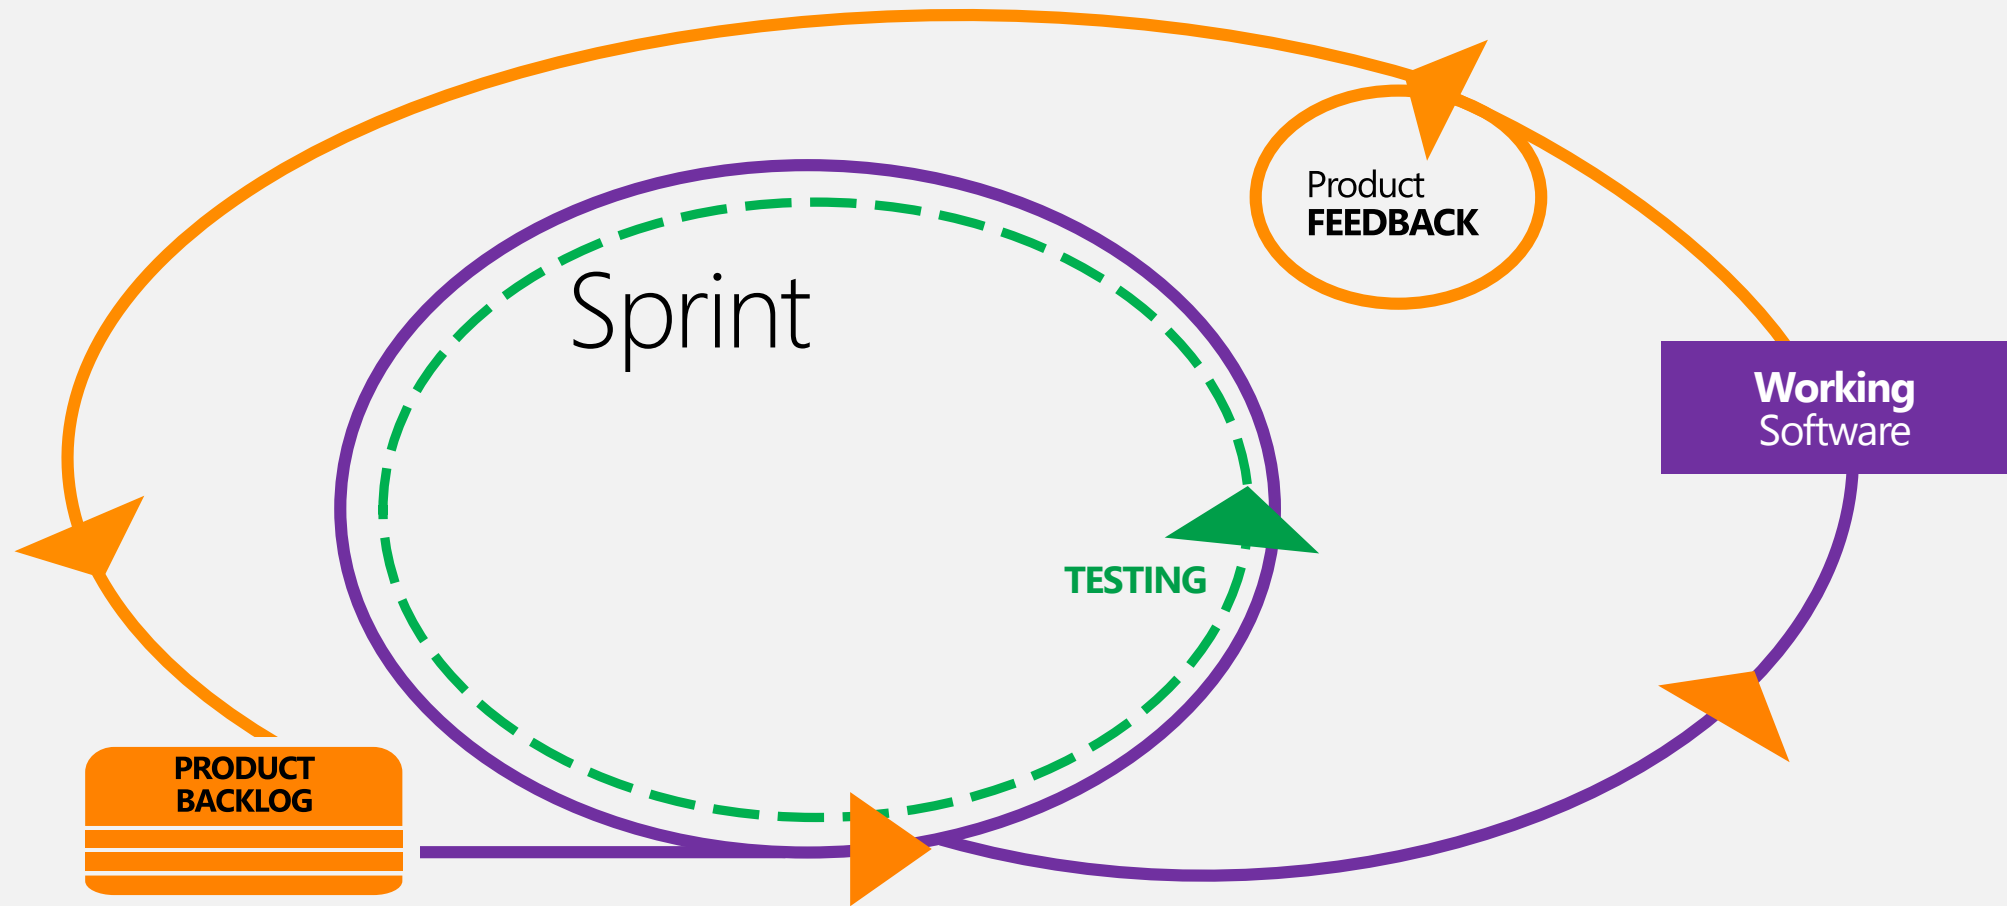 Product
FEEDBACK
Sprint
Working
Software
TESTING
PRODUCT
BACKLOG